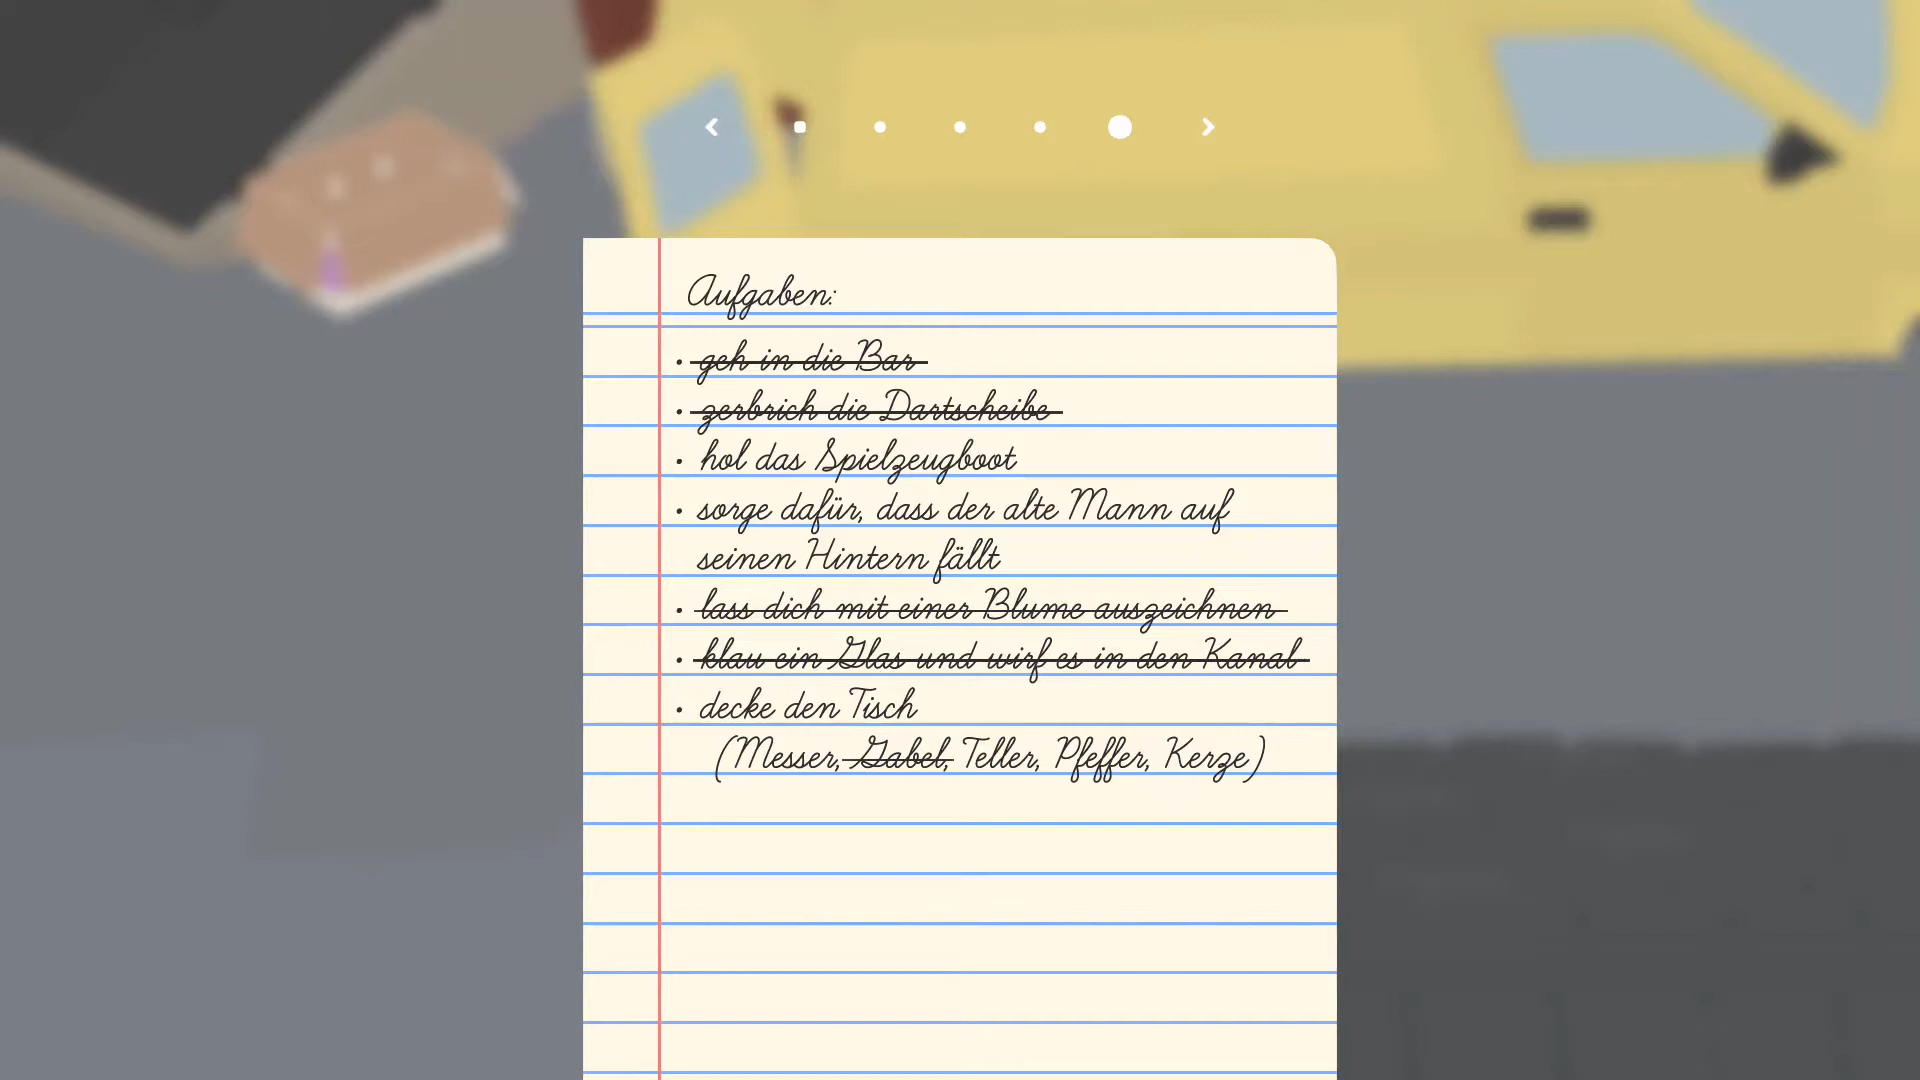 Aufgaben:
• geh in die Bar
• zerbrich die Dartscheibe
• hol das Spielzeugboot
• sorge dafür, dass der alte Mann auf
seinen Hintern fällt
• lass dich mit einer Blume auszeichnen
• klau ein Glas und wirf es in den Kanal
• decke den Tisch
(Messer, Gabel, Teller, Pfeffer, Kerze)